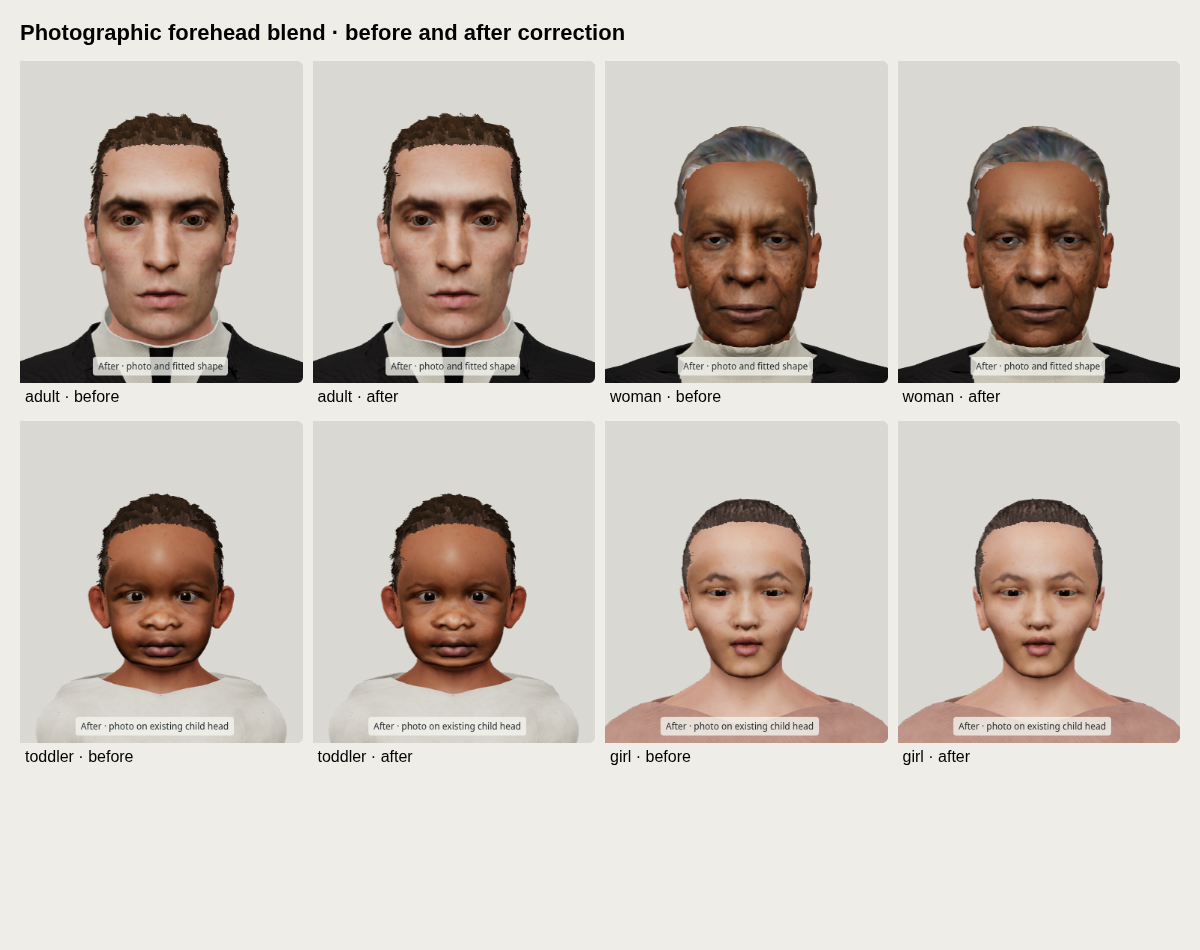 Photographic forehead blend · before and after correction
After · photo and fitted shape
After · photo and fitted shape
After · photo and fitted shape
After · photo and fitted shape
adult · before
adult · after
woman · before
woman · after
After · photo on existing child head
After · photo on existing child head
After · photo on existing child head
After · photo on existing child head
toddler · before
toddler · after
girl · before
girl · after